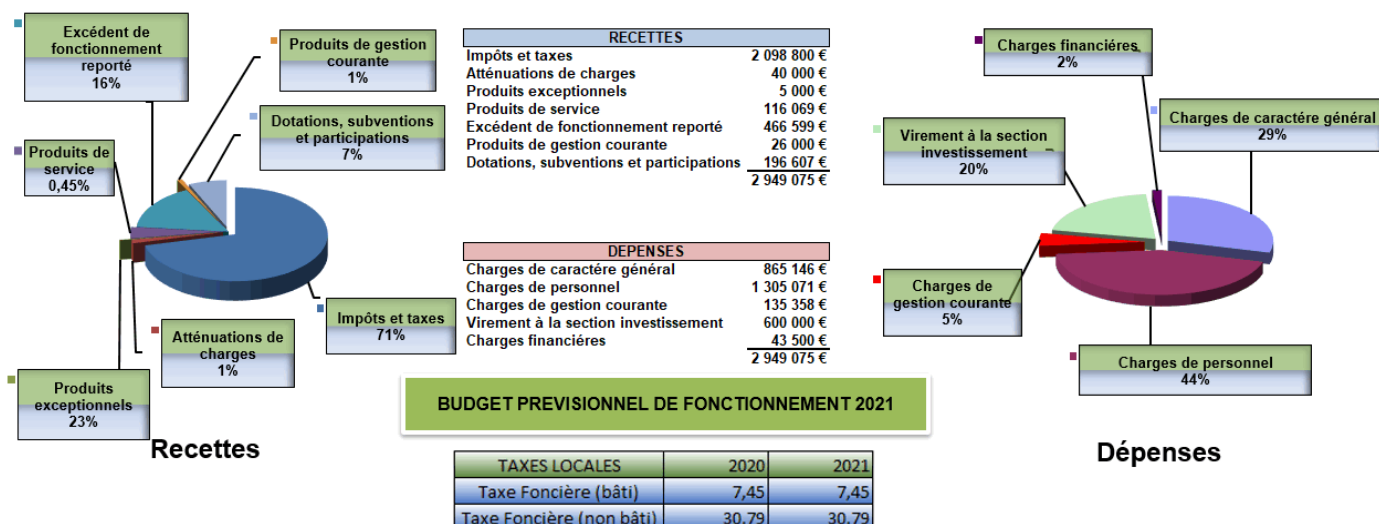 Excédent de
fonctionnement
reporté
16%
Produits de gestion
courante
1%
Dotations, subventions
et participations
7%
Produits de
service
0,45%
Impôts et taxes
71%
Atténuations de
charges
1%
Produits
exceptionnels
23%
Recettes
RECETTES
Impôts et taxes 2 098 800 €
Atténuations de charges 40 000 €
Produits exceptionnels 5 000 €
Produits de service 116 069 €
Excédent de fonctionnement reporté 466 599 €
Produits de gestion courante 26 000 €
Dotations, subventions et participations 196 607 €
2 949 075 €
DEPENSES
Charges de caractére général 865 146 €
Charges de personnel 1 305 071 €
Charges de gestion courante 135 358 €
Virement à la section investissement 600 000 €
Charges financiéres 43 500 €
2 949 075 €
BUDGET PREVISIONNEL DE FONCTIONNEMENT 2021
TAXES LOCALES 2020 2021
Taxe Foncière (bâti) 7,45 7,45
Taxe Foncière (non bâti) 30,79 30,79
Charges financiéres
2%
Charges de caractére général
29%
Virement à la section
investissement
20%
Charges de
gestion courante
5%
Charges de personnel
44%
Dépenses